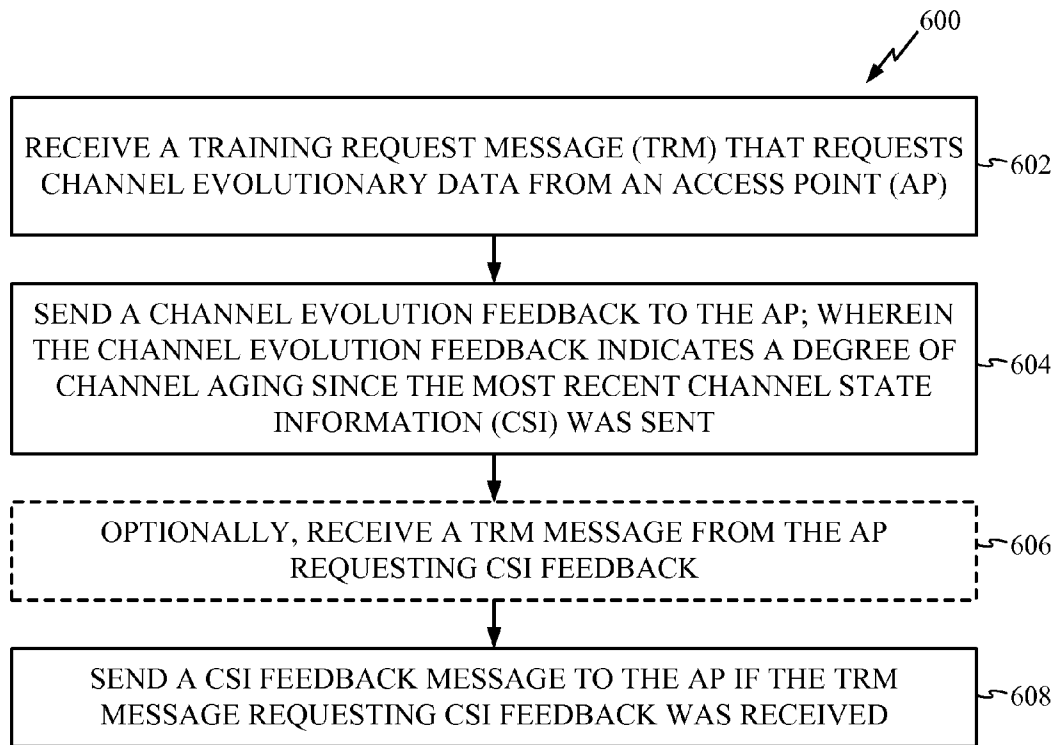 600
RECEIVE A TRAINING REQUEST MESSAGE (TRM) THAT REQUESTS
CHANNEL EVOLUTIONARY DATA FROM AN ACCESS POINT (AP)
602
SEND A CHANNEL EVOLUTION FEEDBACK TO THE AP; WHEREIN
THE CHANNEL EVOLUTION FEEDBACK INDICATES A DEGREE OF
CHANNEL AGING SINCE THE MOST RECENT CHANNEL STATE
INFORMATION (CSI) WAS SENT
604
OPTIONALLY, RECEIVE A TRM MESSAGE FROM THE AP
REQUESTING CSI FEEDBACK
606
SEND A CSI FEEDBACK MESSAGE TO THE AP IF THE TRM
MESSAGE REQUESTING CSI FEEDBACK WAS RECEIVED
608